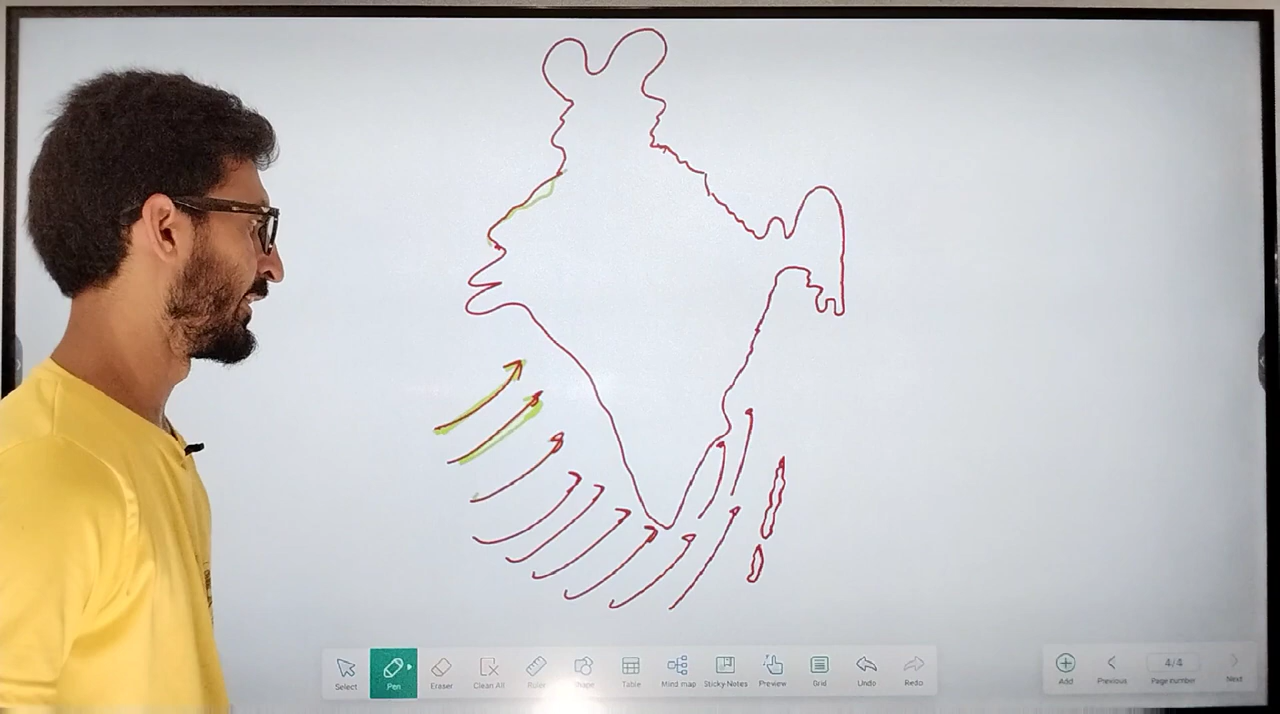 Select Pen Eraser Clean All Ruler Shape Table Mind map Sticky Notes Preview Grid Undo Redo
4/4
Add Previous Page number Next